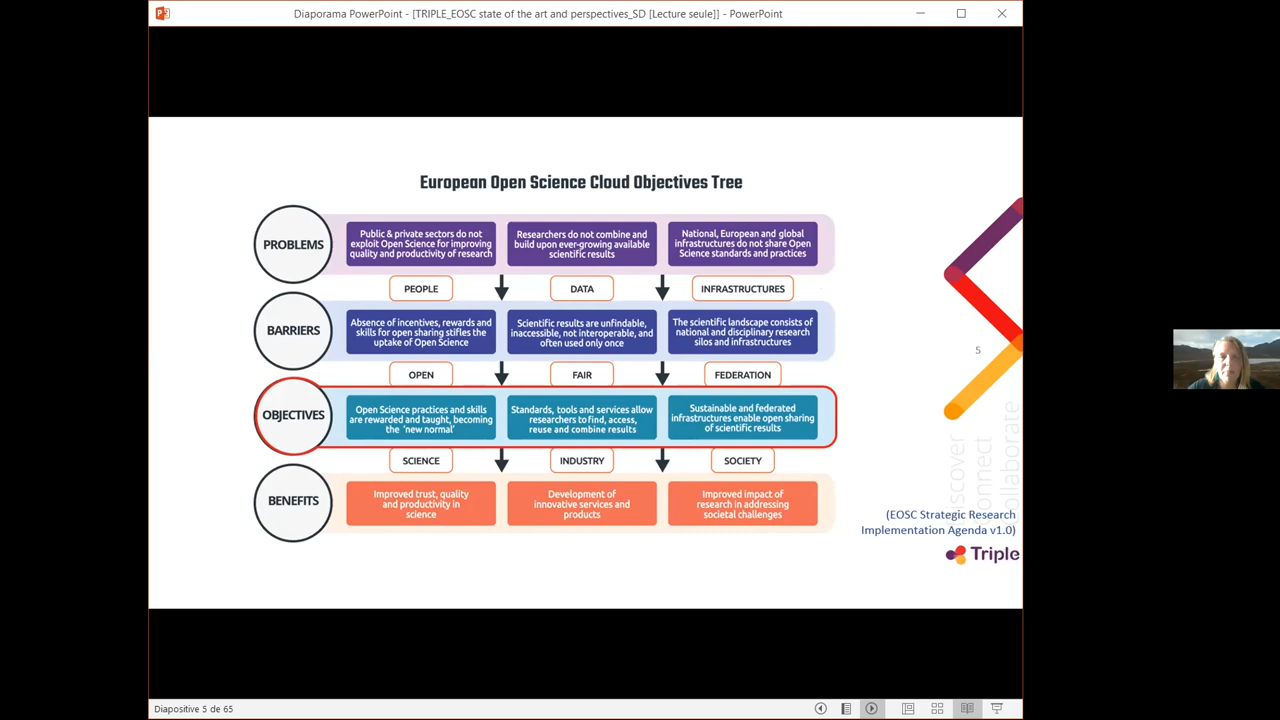 Diaporama PowerPoint - [TRIPLE_EOSC state of the art and perspectives_SD [Lecture seule]] - PowerPoint
European Open Science Cloud Objectives Tree
PROBLEMS
Public & private sectors do not
exploit Open Science for improving
quality and productivity of research
Researchers do not combine and
build upon ever-growing available
scientific results
National, European and global
infrastructures do not share Open
Science standards and practices
PEOPLE
DATA
INFRASTRUCTURES
BARRIERS
Absence of incentives, rewards and
skills for open sharing stifles the
uptake of Open Science
Scientific results are unfindable,
inaccessible, not interoperable, and
often used only once
The scientific landscape consists of
national and disciplinary research
silos and infrastructures
5
OPEN
FAIR
FEDERATION
OBJECTIVES
Open Science practices and skills
are rewarded and taught, becoming
the 'new normal'
Standards, tools and services allow
researchers to find, access,
reuse and combine results
Sustainable and federated
infrastructures enable open sharing
of scientific results
SCIENCE
INDUSTRY
SOCIETY
BENEFITS
Improved trust, quality
and productivity in
science
Development of
innovative services and
products
Improved impact of
research in addressing
societal challenges
discover
connect
collaborate
(EOSC Strategic Research
Implementation Agenda v1.0)
Triple
Diapositive 5 de 65